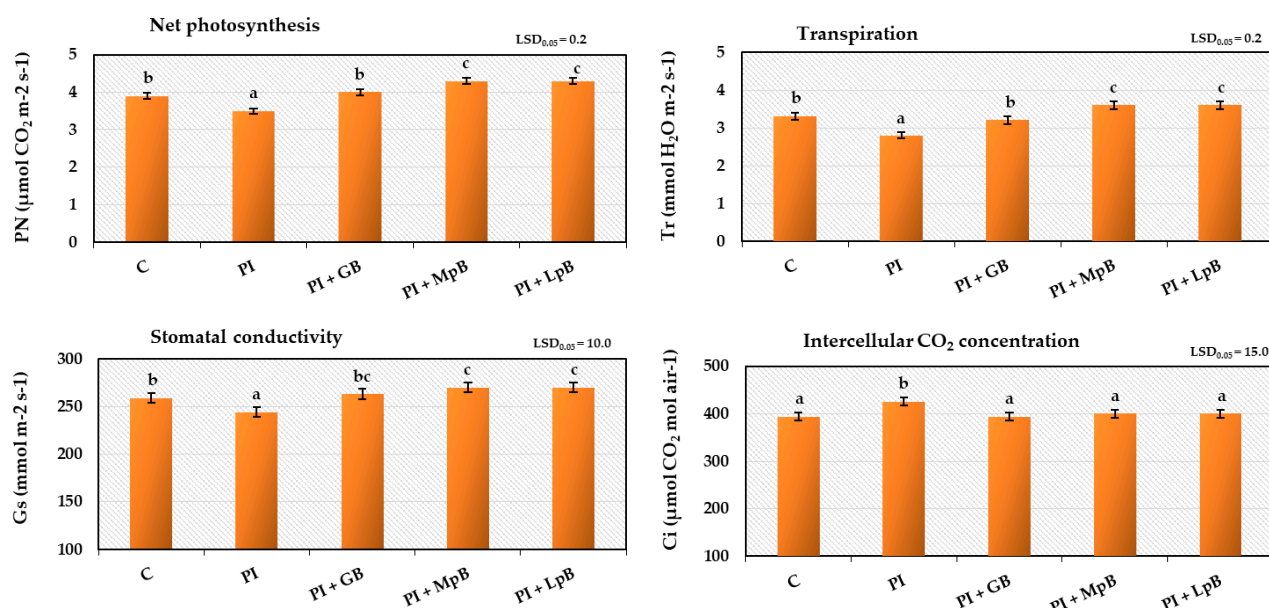 Net photosynthesis
LSD0.05 = 0.2
PN (µmol CO2 m-2 s-1)
5
4
3
2
1
0
b
a
b
c
c
C
PI
PI + GB
PI + MpB
PI + LpB
Transpiration
LSD0.05 = 0.2
Tr (mmol H2O m-2 s-1)
5
4
3
2
1
0
b
a
b
c
c
C
PI
PI + GB
PI + MpB
PI + LpB
Stomatal conductivity
LSD0.05 = 10.0
Gs (mmol m-2 s-1)
300
250
200
150
100
b
a
bc
c
c
C
PI
PI + GB
PI + MpB
PI + LpB
Intercellular CO2 concentration
LSD0.05 = 15.0
Ci (µmol CO2 mol air-1)
500
400
300
200
100
a
b
a
a
a
C
PI
PI + GB
PI + MpB
PI + LpB